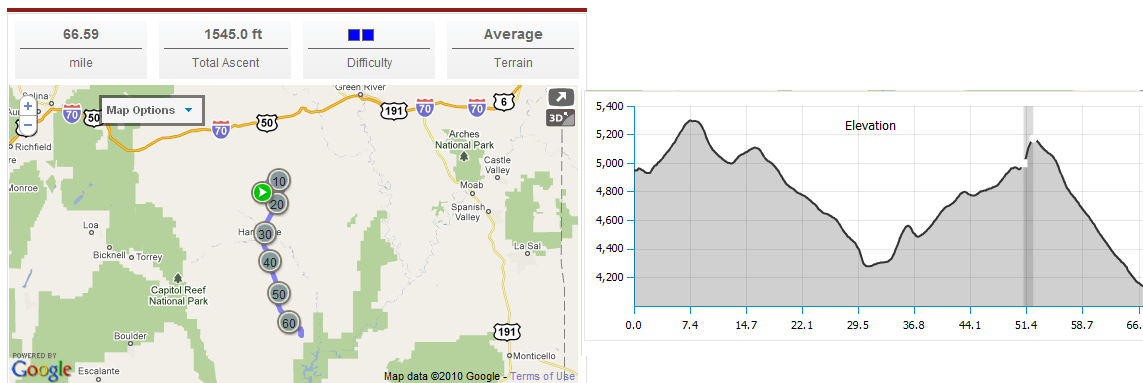 66.59
mile
1545.0 ft
Total Ascent
Difficulty
Average
Terrain
+
−
Map Options
3D
Salina
70
50
Green River
6
191
70
70
50
70
Richfield
Arches
National Park
Castle
Valley
Monroe
Moab
Spanish
Valley
10
20
30
40
50
60
Loa
Bicknell
Torrey
La Sal
Capitol Reef
National Park
Boulder
191
Monticello
Escalante
POWERED BY
Google
Map data ©2010 Google - Terms of Use
Elevation
5,400
5,200
5,000
4,800
4,600
4,400
4,200
0.0 7.4 14.7 22.1 29.5 36.8 44.1 51.4 58.7 66.